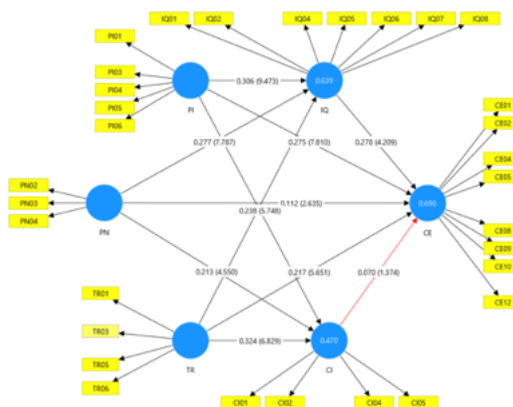 IQ01
IQ02
IQ04
IQ05
IQ06
IQ07
IQ08
PI01
PI03
PI04
PI05
PI06
0.306 (9.473)
0.639
PI
IQ
0.277 (7.787)
0.275 (7.810)
0.278 (4.209)
CE01
CE02
CE04
CE05
PN02
PN03
PN04
0.112 (2.635)
0.690
0.238 (5.748)
PN
CE
CE08
CE09
CE10
CE12
0.213 (4.550)
0.217 (5.651)
0.070 (1.374)
TR01
TR03
TR05
TR06
0.324 (6.829)
0.470
TR
CI
CI01
CI02
CI04
CI05